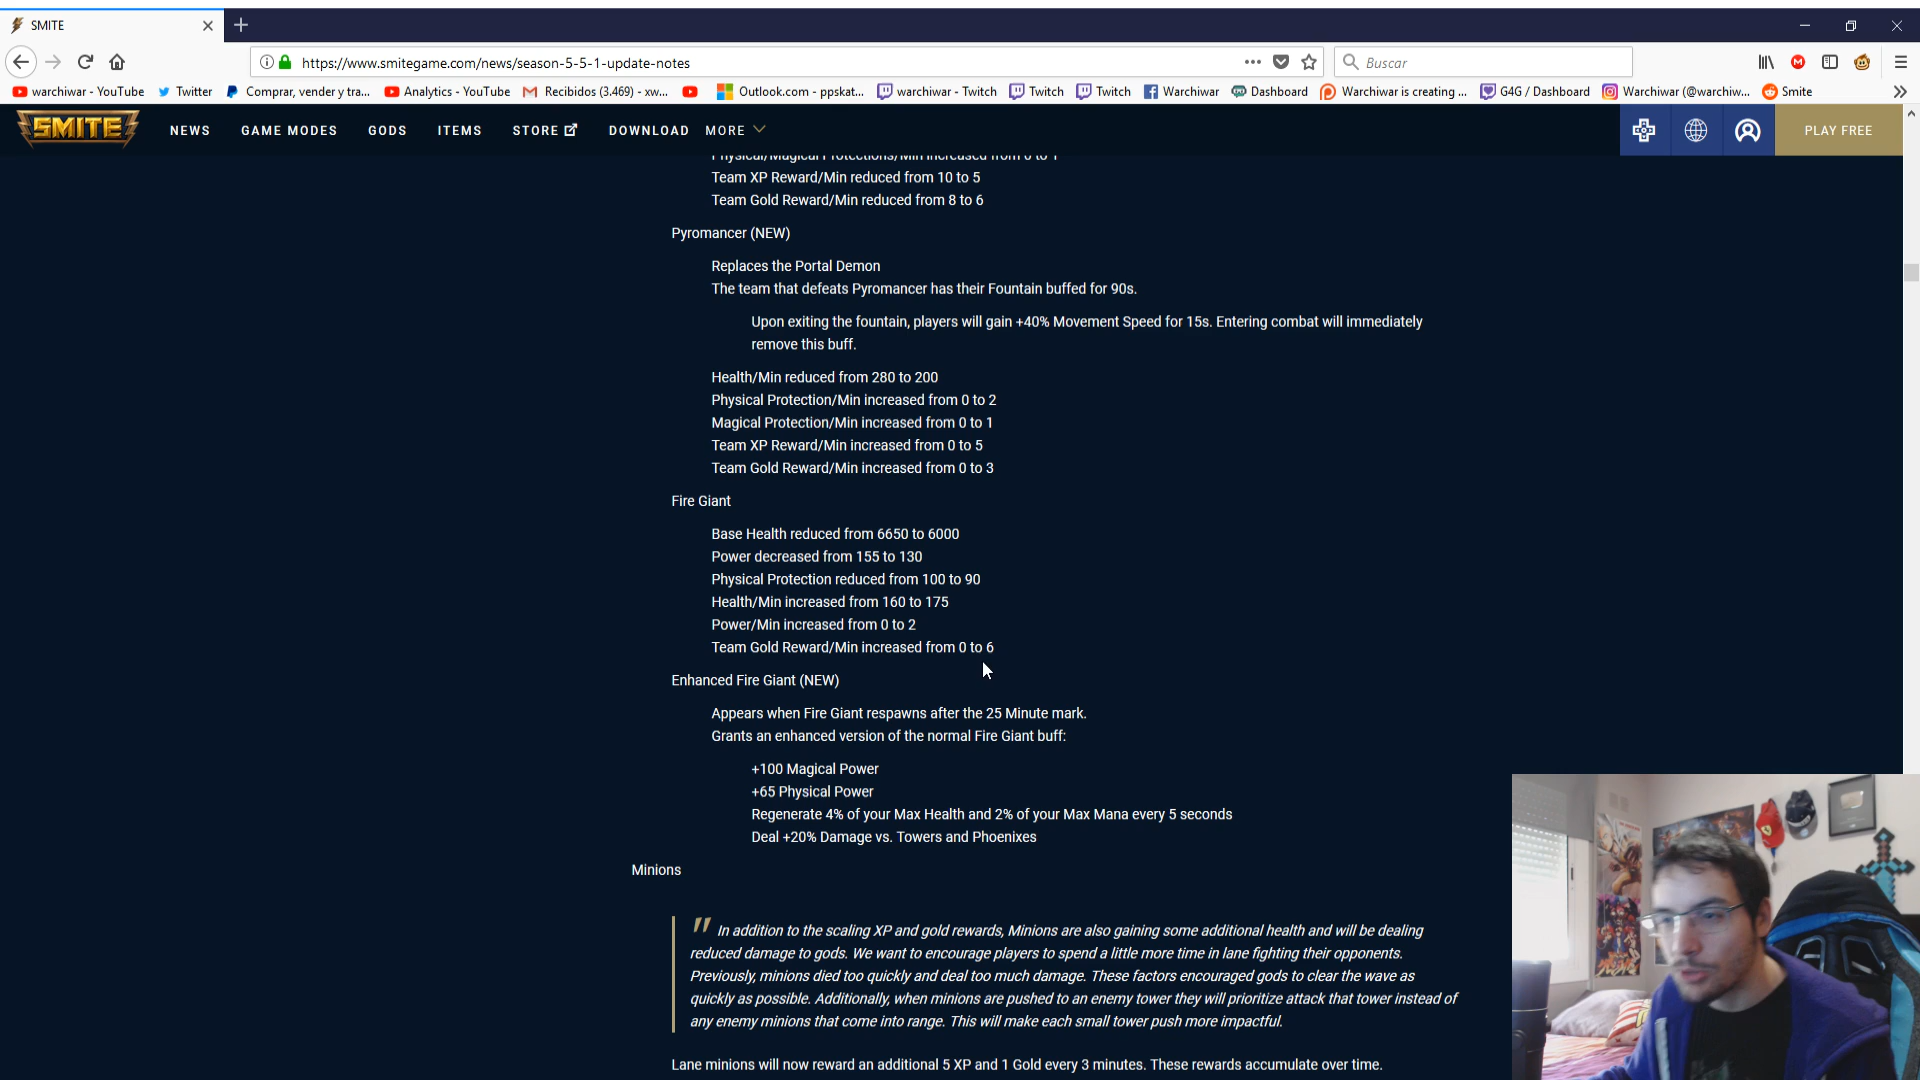 SMITE
https://www.smitegame.com/news/season-5-5-1-update-notes
Buscar
warchiwar - YouTube
Twitter
Comprar, vender y tra...
Analytics - YouTube
Recibidos (3.469) - xw...
Outlook.com - ppskat...
warchiwar - Twitch
Twitch
Twitch
Warchiwar
Dashboard
Warchiwar is creating ...
G4G / Dashboard
Warchiwar (@warchiw...
Smite
SMITE
NEWS
GAME MODES
GODS
ITEMS
STORE
DOWNLOAD
MORE
PLAY FREE
Physical/Magical Protections/Min increased from 0 to 1
Team XP Reward/Min reduced from 10 to 5
Team Gold Reward/Min reduced from 8 to 6
Pyromancer (NEW)
Replaces the Portal Demon
The team that defeats Pyromancer has their Fountain buffed for 90s.
Upon exiting the fountain, players will gain +40% Movement Speed for 15s. Entering combat will immediately
remove this buff.
Health/Min reduced from 280 to 200
Physical Protection/Min increased from 0 to 2
Magical Protection/Min increased from 0 to 1
Team XP Reward/Min increased from 0 to 5
Team Gold Reward/Min increased from 0 to 3
Fire Giant
Base Health reduced from 6650 to 6000
Power decreased from 155 to 130
Physical Protection reduced from 100 to 90
Health/Min increased from 160 to 175
Power/Min increased from 0 to 2
Team Gold Reward/Min increased from 0 to 6
Enhanced Fire Giant (NEW)
Appears when Fire Giant respawns after the 25 Minute mark.
Grants an enhanced version of the normal Fire Giant buff:
+100 Magical Power
+65 Physical Power
Regenerate 4% of your Max Health and 2% of your Max Mana every 5 seconds
Deal +20% Damage vs. Towers and Phoenixes
Minions
" In addition to the scaling XP and gold rewards, Minions are also gaining some additional health and will be dealing
reduced damage to gods. We want to encourage players to spend a little more time in lane fighting their opponents.
Previously, minions died too quickly and deal too much damage. These factors encouraged gods to clear the wave as
quickly as possible. Additionally, when minions are pushed to an enemy tower they will prioritize attack that tower instead of
any enemy minions that come into range. This will make each small tower push more impactful.
Lane minions will now reward an additional 5 XP and 1 Gold every 3 minutes. These rewards accumulate over time.